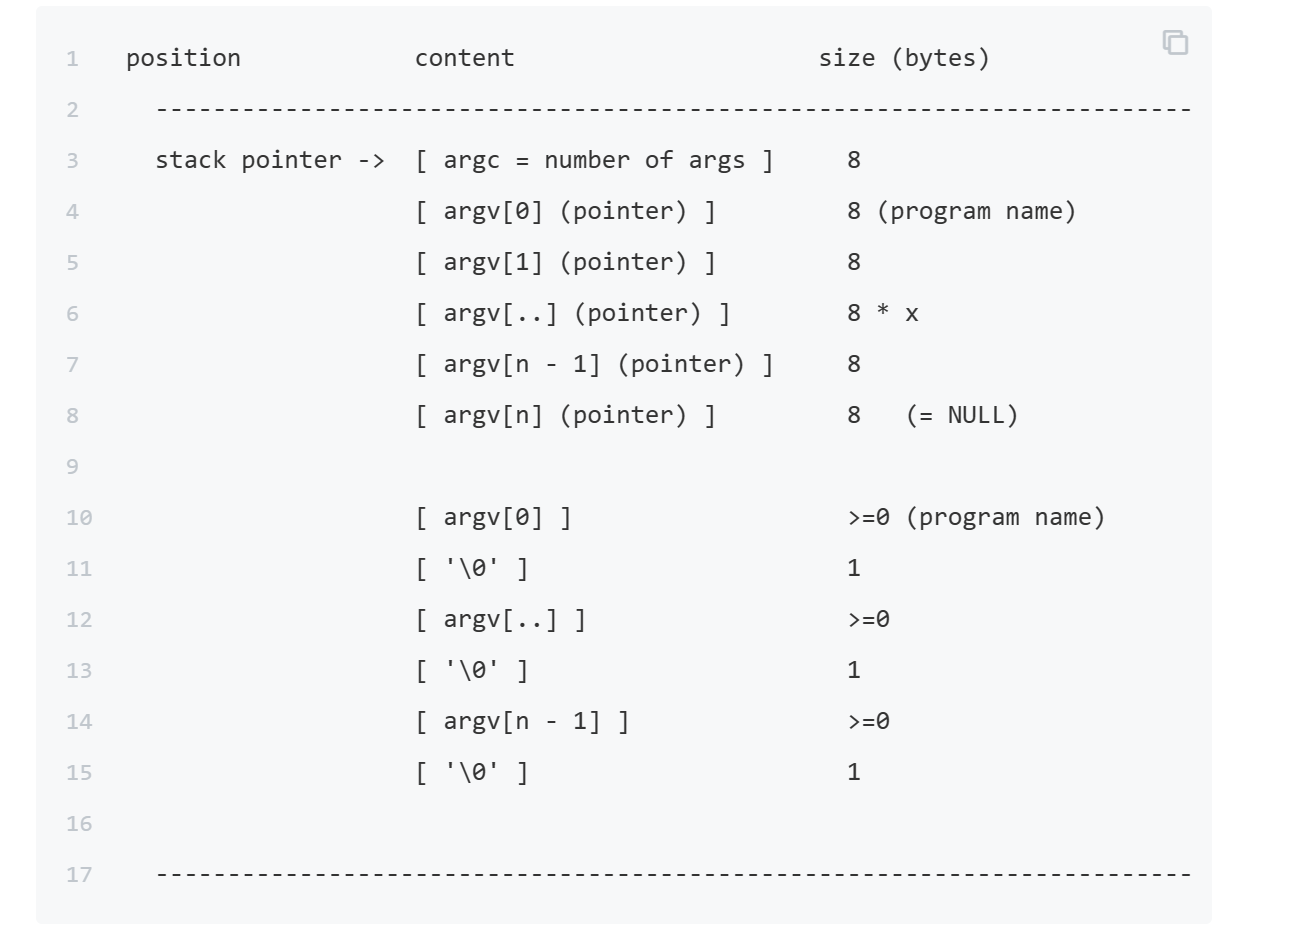 1 position            content                     size (bytes)
2   ------------------------------------------------------------------------
3   stack pointer ->  [ argc = number of args ]     8
4                     [ argv[0] (pointer) ]         8 (program name)
5                     [ argv[1] (pointer) ]         8
6                     [ argv[..] (pointer) ]        8 * x
7                     [ argv[n - 1] (pointer) ]     8
8                     [ argv[n] (pointer) ]         8   (= NULL)
9
10                     [ argv[0] ]                   >=0 (program name)
11                     [ '\0' ]                      1
12                     [ argv[..] ]                  >=0
13                     [ '\0' ]                      1
14                     [ argv[n - 1] ]               >=0
15                     [ '\0' ]                      1
16
17   ------------------------------------------------------------------------